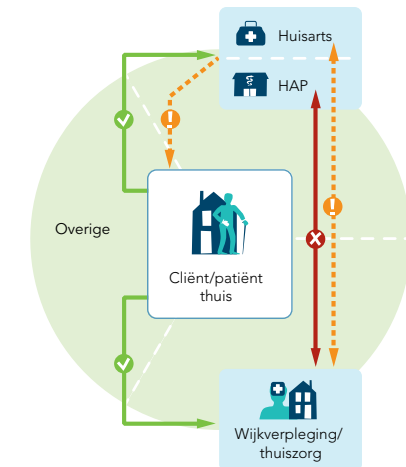 Huisarts
HAP
Overige
Cliënt/patiënt
thuis
Wijkverpleging/
thuiszorg